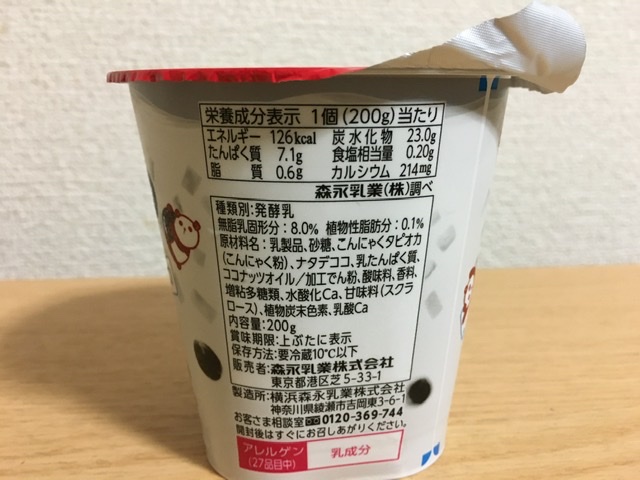 栄養成分表示 1個(200g)当たり
エネルギー 126kcal 炭水化物 23.0g
たんぱく質 7.1g 食塩相当量 0.20g
脂質 0.6g カルシウム 214mg
森永乳業(株)調べ
種類別:発酵乳
無脂乳固形分:8.0% 植物性脂肪分:0.1%
原材料名:乳製品、砂糖、こんにゃくタピオカ
(こんにゃく粉)、ナタデココ、乳たんぱく質、
ココナッツオイル/加工でん粉、酸味料、香料、
増粘多糖類、水酸化Ca、甘味料(スクラ
ロース)、植物炭末色素、乳酸Ca
内容量:200g
賞味期限:上ぶたに表示
保存方法:要冷蔵10℃以下
販売者:森永乳業株式会社
東京都港区芝5-33-1
製造所:横浜森永乳業株式会社
神奈川県綾瀬市吉岡東3-6-1
お客さま相談室 0120-369-744
開封後はすぐにお召しあがりください。
アレルゲン 乳成分
(27品目中)